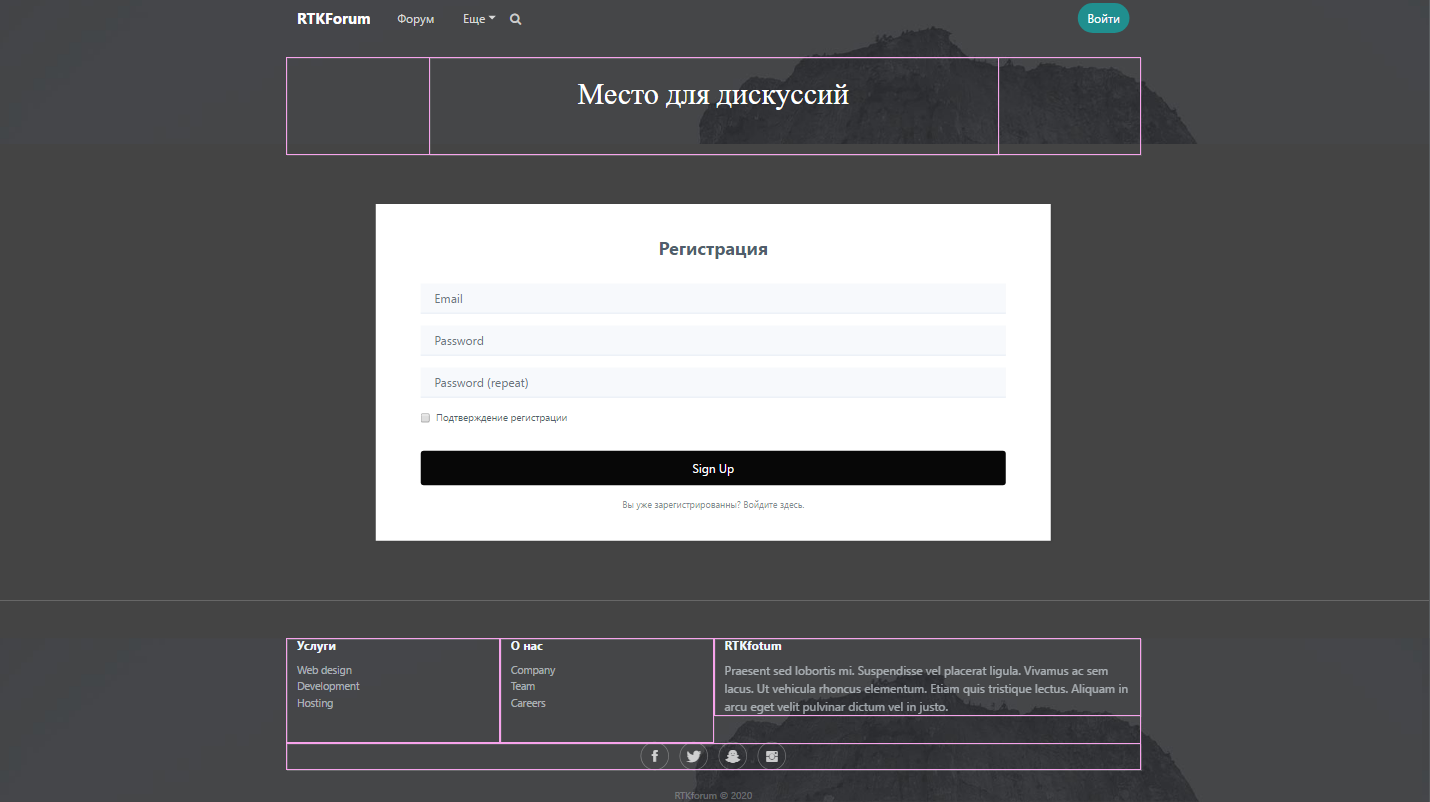 RTKForum Форум Еще Войти
Место для дискуссий
Регистрация
Email
Password
Password (repeat)
Подтверждение регистрации
Sign Up
Вы уже зарегистрированны? Войдите здесь.
Услуги
Web design
Development
Hosting
О нас
Company
Team
Careers
RTKfotum
Praesent sed lobortis mi. Suspendisse vel placerat ligula. Vivamus ac sem
lacus. Ut vehicula rhoncus elementum. Etiam quis tristique lectus. Aliquam in
arcu eget velit pulvinar dictum vel in justo.
RTKforum © 2020